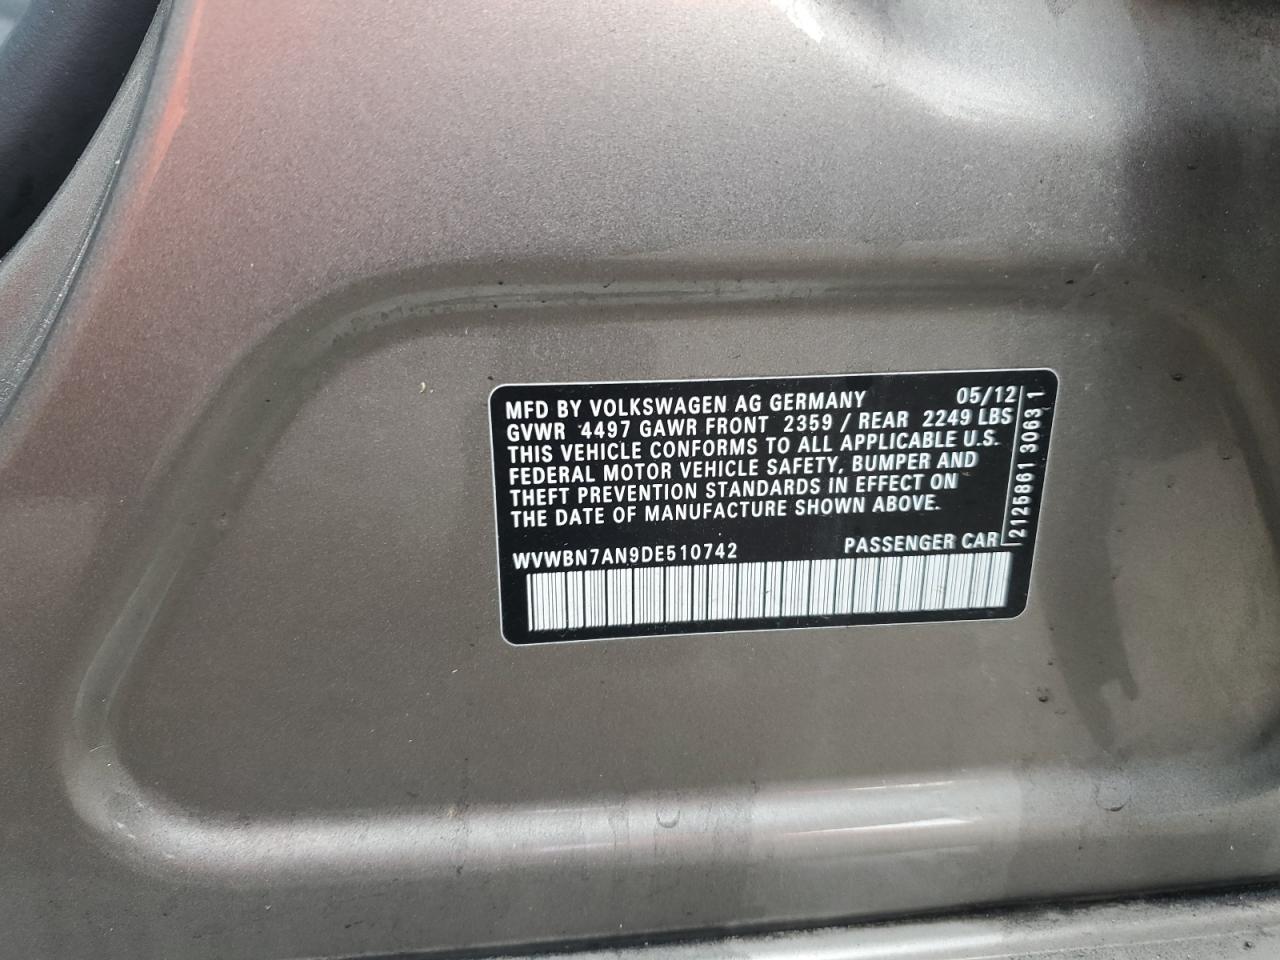 MFD BY VOLKSWAGEN AG GERMANY 05/12
GVWR 4497 GAWR FRONT 2359 / REAR 2249 LBS
THIS VEHICLE CONFORMS TO ALL APPLICABLE U.S.
FEDERAL MOTOR VEHICLE SAFETY, BUMPER AND
THEFT PREVENTION STANDARDS IN EFFECT ON
THE DATE OF MANUFACTURE SHOWN ABOVE.
WVWBN7AN9DE510742 PASSENGER CAR
2125861 3063 1